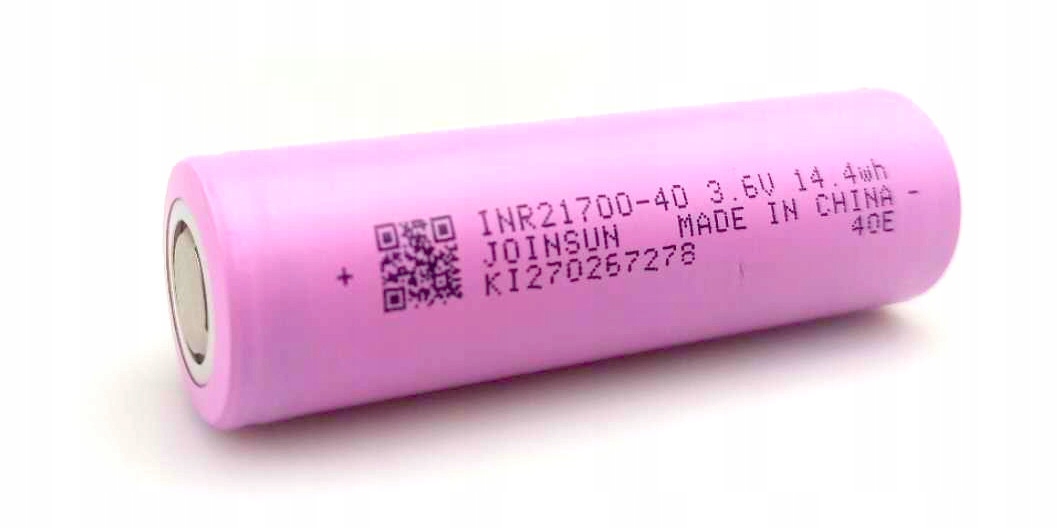 + INR21700-40 3.6V 14.4wh -
JOINSUN MADE IN CHINA
KI270267278 40E